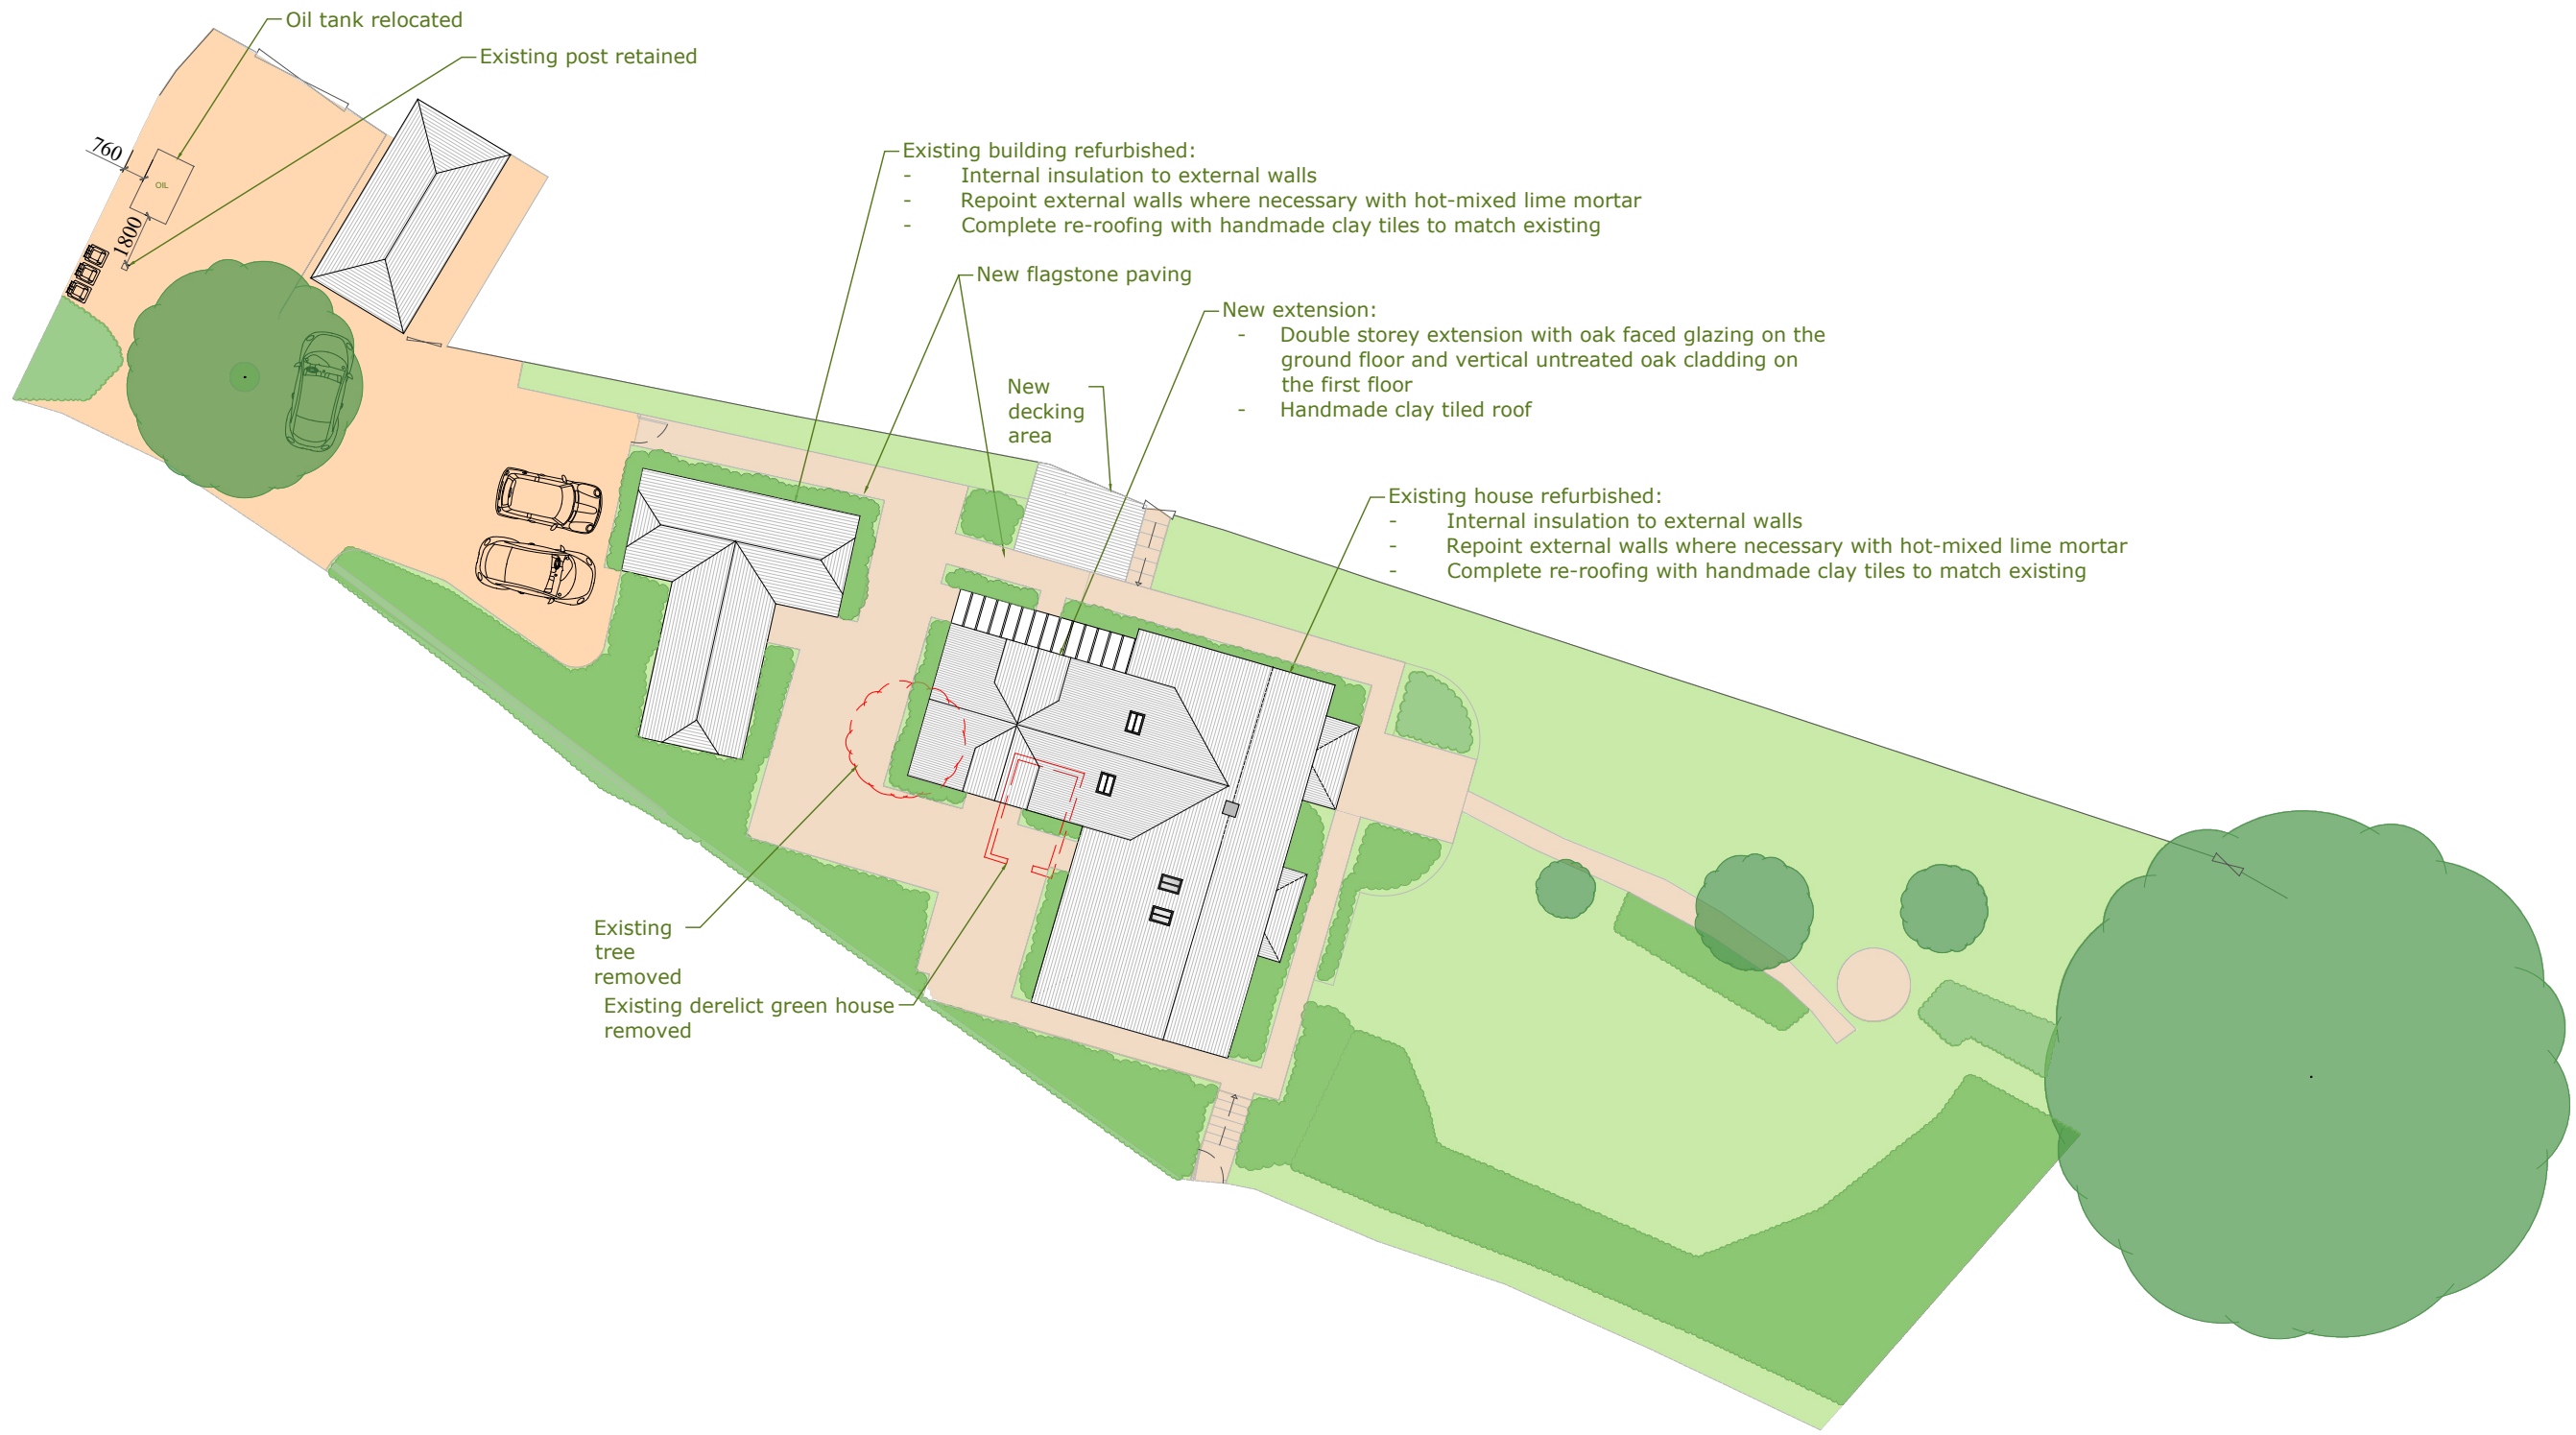 Oil tank relocated
Existing post retained
760
OIL
1800
Existing building refurbished:
- Internal insulation to external walls
- Repoint external walls where necessary with hot-mixed lime mortar
- Complete re-roofing with handmade clay tiles to match existing
New flagstone paving
New extension:
- Double storey extension with oak faced glazing on the
ground floor and vertical untreated oak cladding on
the first floor
- Handmade clay tiled roof
New
decking
area
Existing house refurbished:
- Internal insulation to external walls
- Repoint external walls where necessary with hot-mixed lime mortar
- Complete re-roofing with handmade clay tiles to match existing
Existing
tree
removed
Existing derelict green house
removed